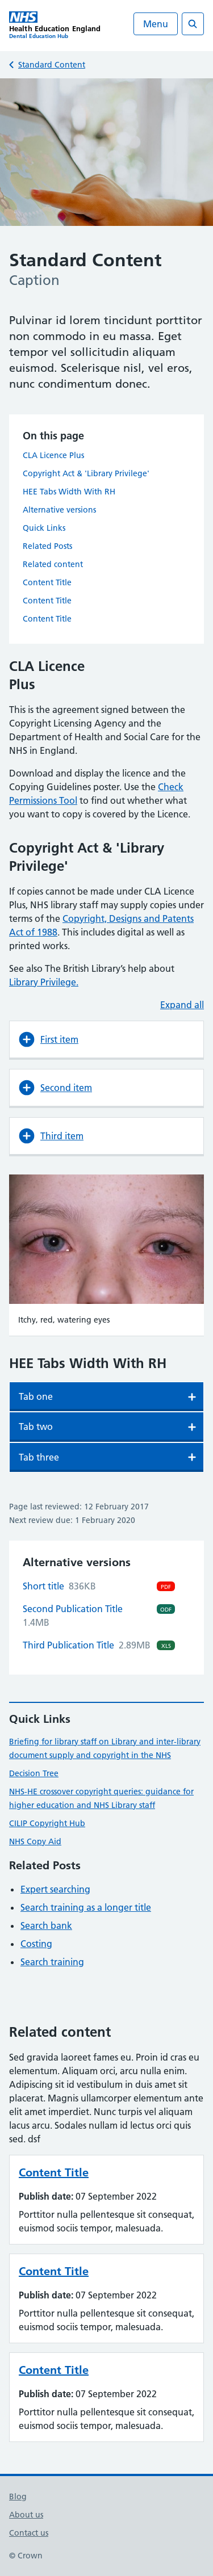 NHS
Health Education England
Dental Education Hub
Menu
Standard Content
Standard Content
Caption
Pulvinar id lorem tincidunt porttitor
non commodo in eu massa. Eget
tempor vel sollicitudin aliquam
euismod. Scelerisque nisl, vel eros,
nunc condimentum donec.
On this page
CLA Licence Plus
Copyright Act & 'Library Privilege'
HEE Tabs Width With RH
Alternative versions
Quick Links
Related Posts
Related content
Content Title
Content Title
Content Title
CLA Licence
Plus
This is the agreement signed between the
Copyright Licensing Agency and the
Department of Health and Social Care for the
NHS in England.
Download and display the licence and the
Copying Guidelines poster. Use the Check
Permissions Tool to find out whether or what
you want to copy is covered by the Licence.
Copyright Act & 'Library
Privilege'
If copies cannot be made under CLA Licence
Plus, NHS library staff may supply copies under
terms of the Copyright, Designs and Patents
Act of 1988. This includes digital as well as
printed works.
See also The British Library's help about
Library Privilege.
Expand all
First item
Second item
Third item
Itchy, red, watering eyes
HEE Tabs Width With RH
Tab one
Tab two
Tab three
Page last reviewed: 12 February 2017
Next review due: 1 February 2020
Alternative versions
Short title 836KB PDF
Second Publication Title ODF
1.4MB
Third Publication Title 2.89MB XLS
Quick Links
Briefing for library staff on Library and inter-library
document supply and copyright in the NHS
Decision Tree
NHS-HE crossover copyright queries: guidance for
higher education and NHS Library staff
CILIP Copyright Hub
NHS Copy Aid
Related Posts
Expert searching
Search training as a longer title
Search bank
Costing
Search training
Related content
Sed gravida laoreet fames eu. Proin id cras eu
elementum. Aliquam orci, arcu nulla enim.
Adipiscing sit id vestibulum in duis amet sit
placerat. Magnis ullamcorper elementum ante
elit amet imperdiet. Nunc turpis vel aliquam
lacus arcu. Sodales nullam id lectus orci quis
sed. dsf
Content Title
Publish date: 07 September 2022
Porttitor nulla pellentesque sit consequat,
euismod sociis tempor, malesuada.
Content Title
Publish date: 07 September 2022
Porttitor nulla pellentesque sit consequat,
euismod sociis tempor, malesuada.
Content Title
Publish date: 07 September 2022
Porttitor nulla pellentesque sit consequat,
euismod sociis tempor, malesuada.
Blog
About us
Contact us
© Crown